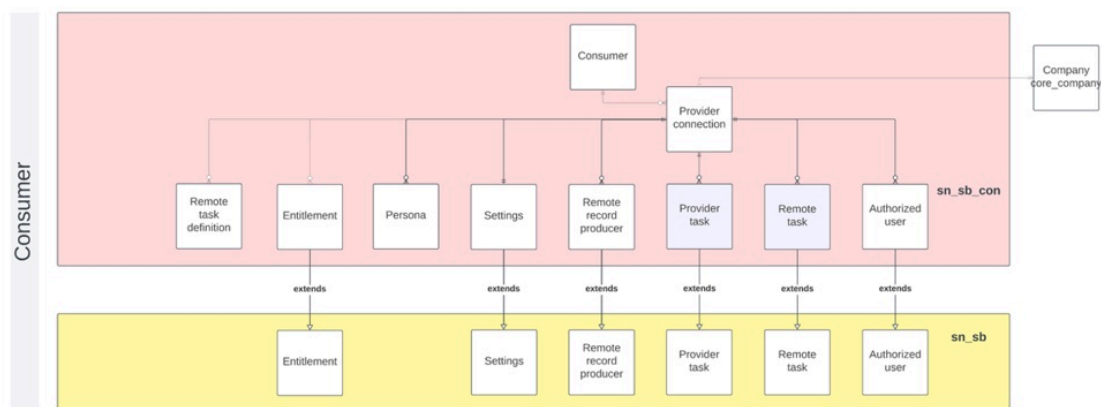 Consumer
Consumer
Company
core_company
Provider
connection
sn_sb_con
Remote
task
definition
Entitlement
Persona
Settings
Remote
record
producer
Provider
task
Remote
task
Authorized
user
extends
extends
extends
extends
extends
extends
sn_sb
Entitlement
Settings
Remote
record
producer
Provider
task
Remote
task
Authorized
user